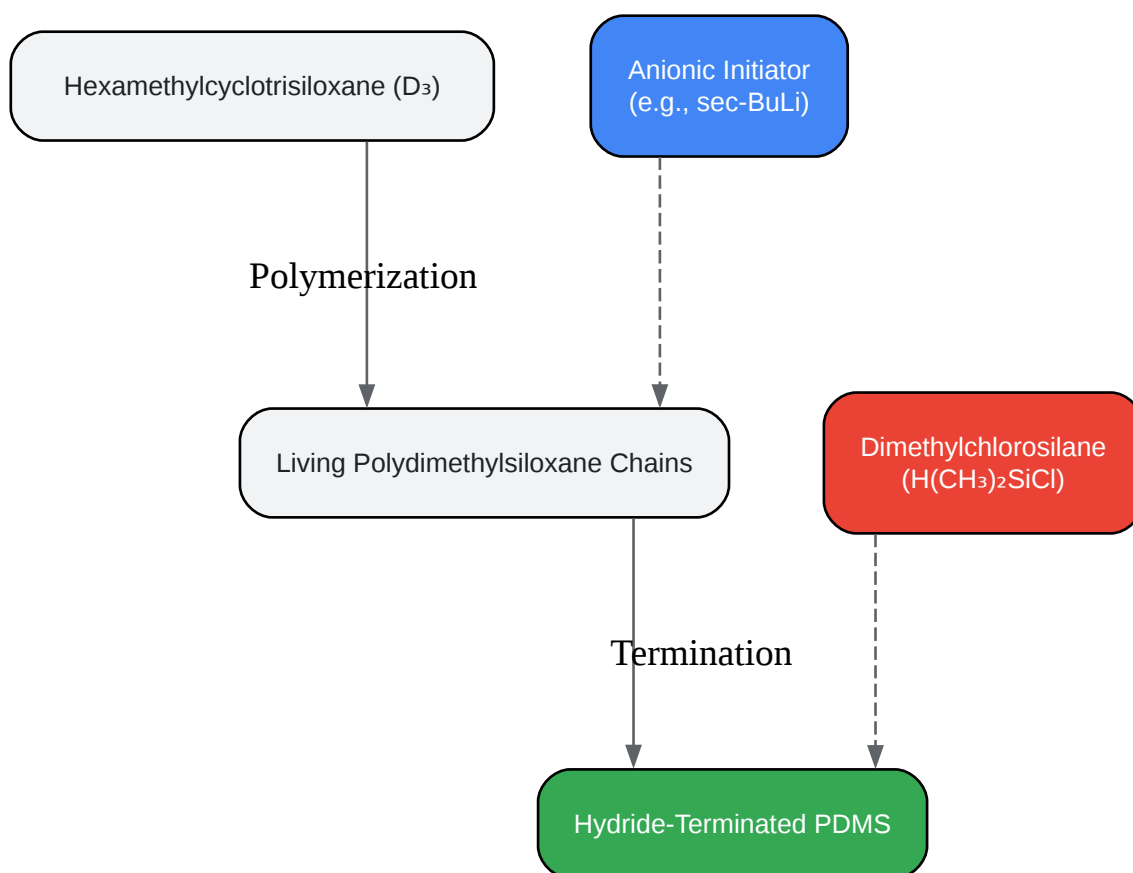 Hexamethylcyclotrisiloxane (D₃)
Anionic Initiator
(e.g., sec-BuLi)
Polymerization
Living Polydimethylsiloxane Chains
Dimethylchlorosilane
(H(CH₃)₂SiCl)
Termination
Hydride-Terminated PDMS